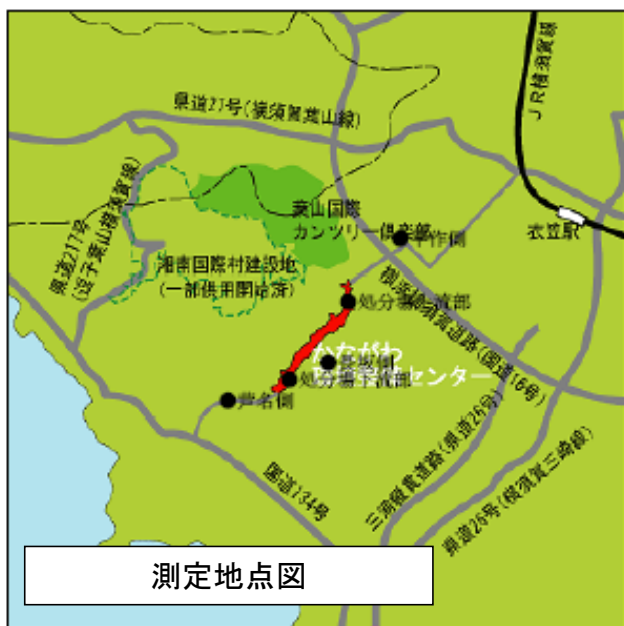 県道27号(横須賀葉山線)
JR横須賀線
県道217号
(逗子葉山横須賀線)
葉山国際
カンツリー倶楽部
平作側
衣笠駅
湘南国際村建設地
(一部供用開始済)
処分場上流部
横浜横須賀道路(国道16号)
かながわ
センター
処分場下流部
芦名側
三浦縦貫道路(県道26号)
県道26号(横須賀三崎線)
国道134号
測定地点図